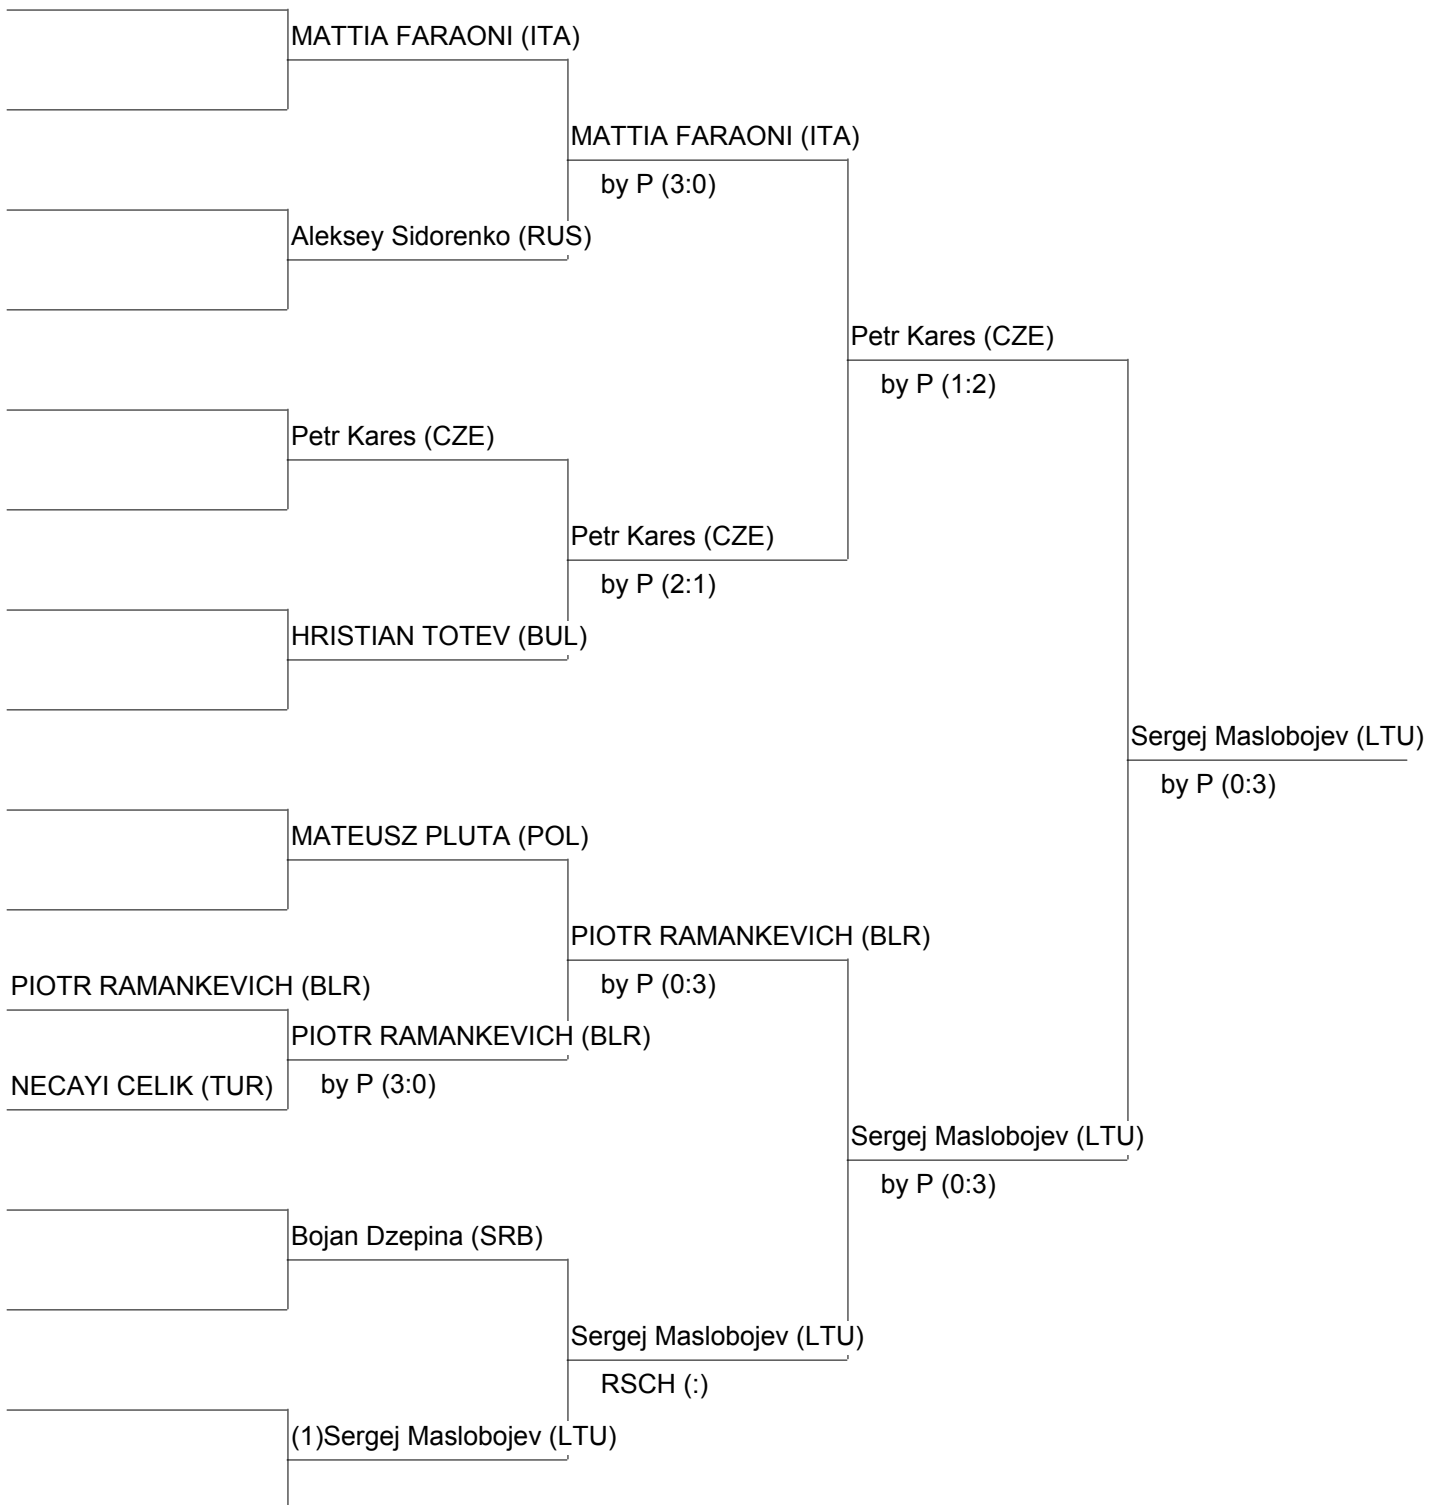 MATTIA FARAONI (ITA)
MATTIA FARAONI (ITA)
by P (3:0)
Aleksey Sidorenko (RUS)
Petr Kares (CZE)
by P (1:2)
Petr Kares (CZE)
Petr Kares (CZE)
by P (2:1)
HRISTIAN TOTEV (BUL)
Sergej Maslobojev (LTU)
by P (0:3)
MATEUSZ PLUTA (POL)
PIOTR RAMANKEVICH (BLR)
by P (0:3)
PIOTR RAMANKEVICH (BLR)
PIOTR RAMANKEVICH (BLR)
by P (3:0)
NECAYI CELIK (TUR)
Sergej Maslobojev (LTU)
by P (0:3)
Bojan Dzepina (SRB)
Sergej Maslobojev (LTU)
RSCH (:)
(1)Sergej Maslobojev (LTU)